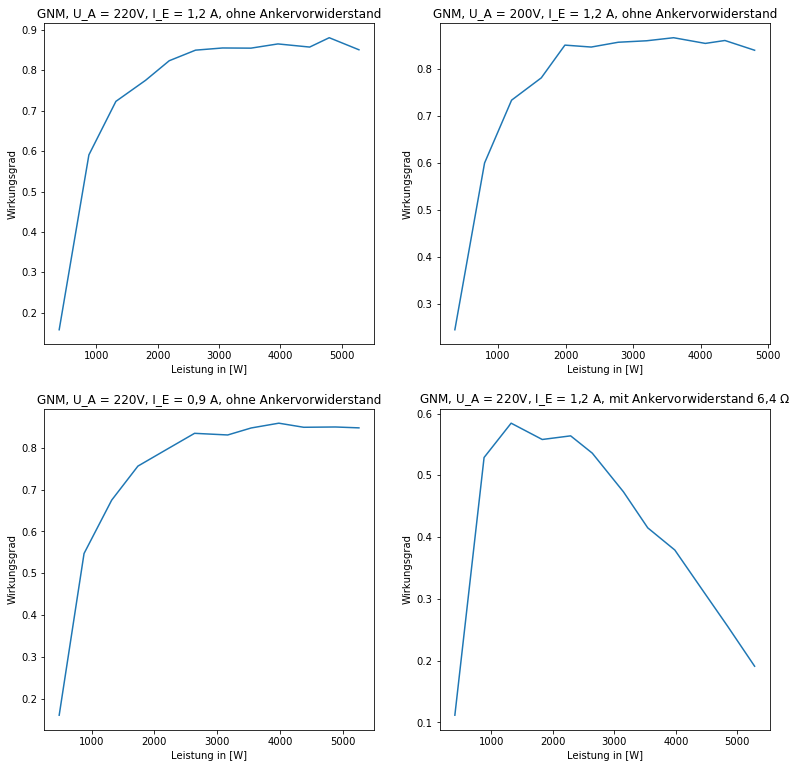 GNM, U_A = 220V, I_E = 1,2 A, ohne Ankervorwiderstand
0.9
0.8
0.7
0.6
0.5
0.4
0.3
0.2
Wirkungsgrad
1000 2000 3000 4000 5000
Leistung in [W]
GNM, U_A = 200V, I_E = 1,2 A, ohne Ankervorwiderstand
0.8
0.7
0.6
0.5
0.4
0.3
Wirkungsgrad
1000 2000 3000 4000 5000
Leistung in [W]
GNM, U_A = 220V, I_E = 0,9 A, ohne Ankervorwiderstand
0.8
0.7
0.6
0.5
0.4
0.3
0.2
Wirkungsgrad
1000 2000 3000 4000 5000
Leistung in [W]
GNM, U_A = 220V, I_E = 1,2 A, mit Ankervorwiderstand 6,4 Ω
0.6
0.5
0.4
0.3
0.2
0.1
Wirkungsgrad
1000 2000 3000 4000 5000
Leistung in [W]